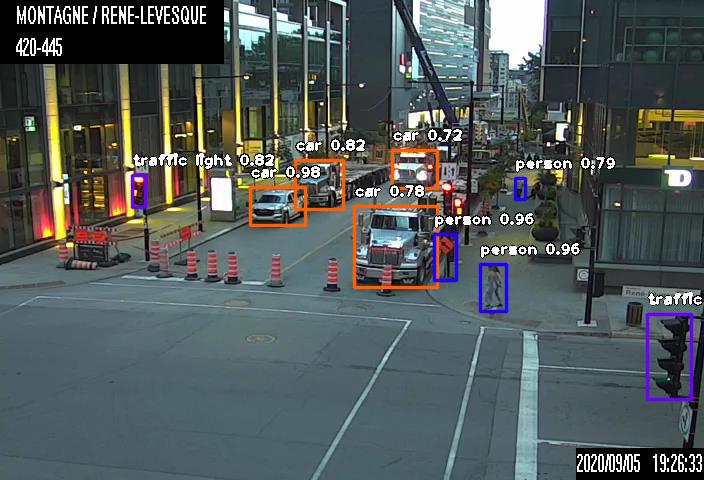 MONTAGNE / RENE-LEVESQUE
420-445
car 0.72
car 0.82
traffic light 0.82
person 0.79
car 0.98
TD
car 0.78
person 0.96
person 0.96
traffic
2020/09/05 19:26:33